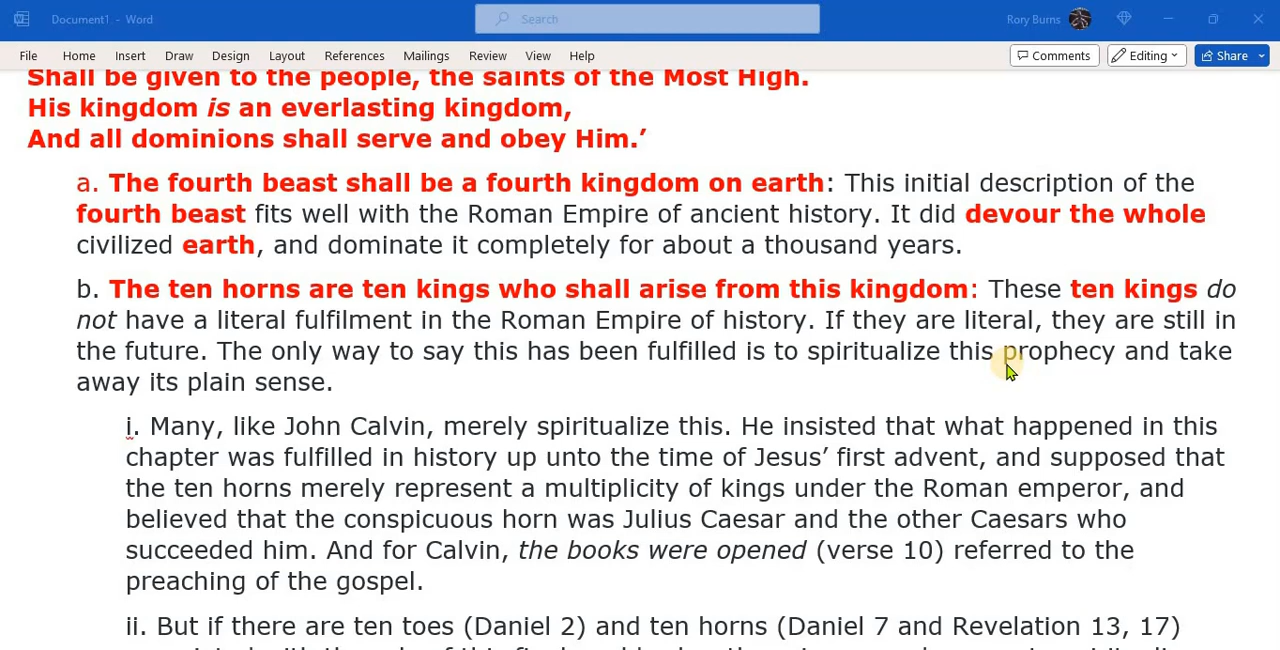 Document1 - Word
Search
Rory Burns
File Home Insert Draw Design Layout References Mailings Review View Help
Comments Editing Share
Shall be given to the people, the saints of the Most High.
His kingdom is an everlasting kingdom,
And all dominions shall serve and obey Him.’
a. The fourth beast shall be a fourth kingdom on earth: This initial description of the
fourth beast fits well with the Roman Empire of ancient history. It did devour the whole
civilized earth, and dominate it completely for about a thousand years.
b. The ten horns are ten kings who shall arise from this kingdom: These ten kings do
not have a literal fulfilment in the Roman Empire of history. If they are literal, they are still in
the future. The only way to say this has been fulfilled is to spiritualize this prophecy and take
away its plain sense.
i. Many, like John Calvin, merely spiritualize this. He insisted that what happened in this
chapter was fulfilled in history up unto the time of Jesus’ first advent, and supposed that
the ten horns merely represent a multiplicity of kings under the Roman emperor, and
believed that the conspicuous horn was Julius Caesar and the other Caesars who
succeeded him. And for Calvin, the books were opened (verse 10) referred to the
preaching of the gospel.
ii. But if there are ten toes (Daniel 2) and ten horns (Daniel 7 and Revelation 13, 17)